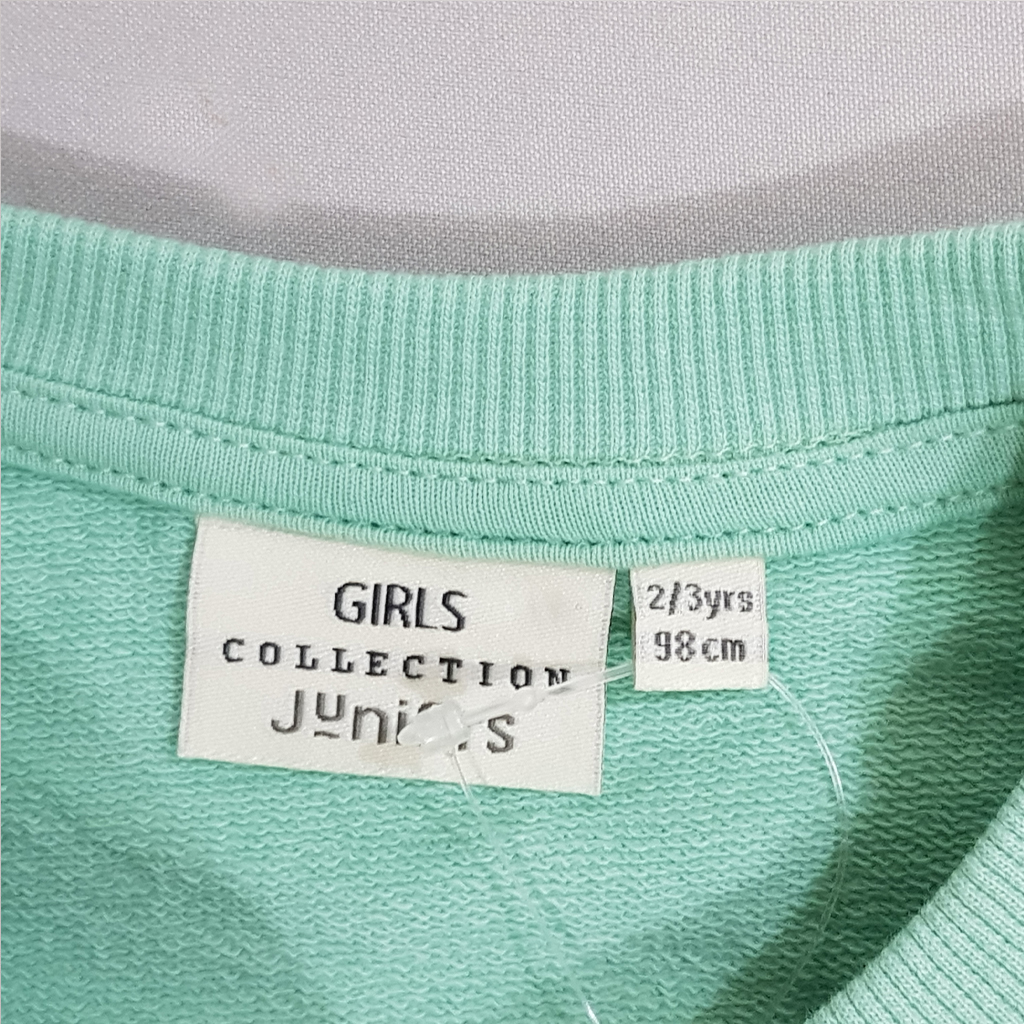 GIRLS
COLLECTION
Juniors
2/3yrs
98cm